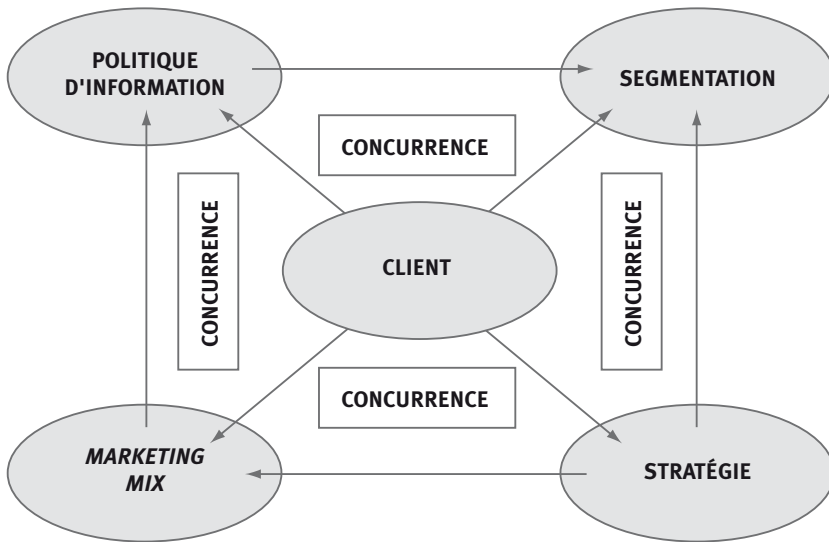 POLITIQUE
D'INFORMATION
SEGMENTATION
CONCURRENCE
CONCURRENCE
CLIENT
CONCURRENCE
CONCURRENCE
MARKETING
MIX
STRATÉGIE